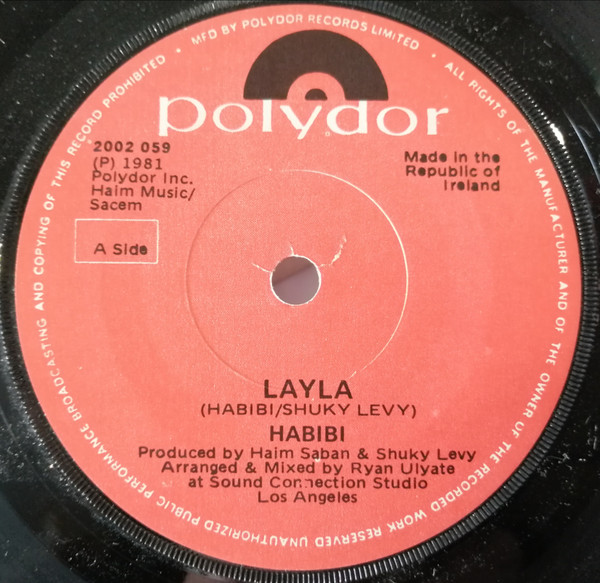 MFD BY POLYDOR RECORDS LIMITED • ALL RIGHTS OF THE MANUFACTURER AND OF THE OWNER OF THE RECORDED WORK RESERVED UNAUTHORIZED PUBLIC PERFORMANCE BROADCASTING AND COPYING OF THIS RECORD PROHIBITED •
polydor
2002 059
(P) 1981
Polydor Inc.
Haim Music/
Sacem
Made in the
Republic of
Ireland
A Side
LAYLA
(HABIBI/SHUKY LEVY)
HABIBI
Produced by Haim Saban & Shuky Levy
Arranged & Mixed by Ryan Ulyate
at Sound Connection Studio
Los Angeles